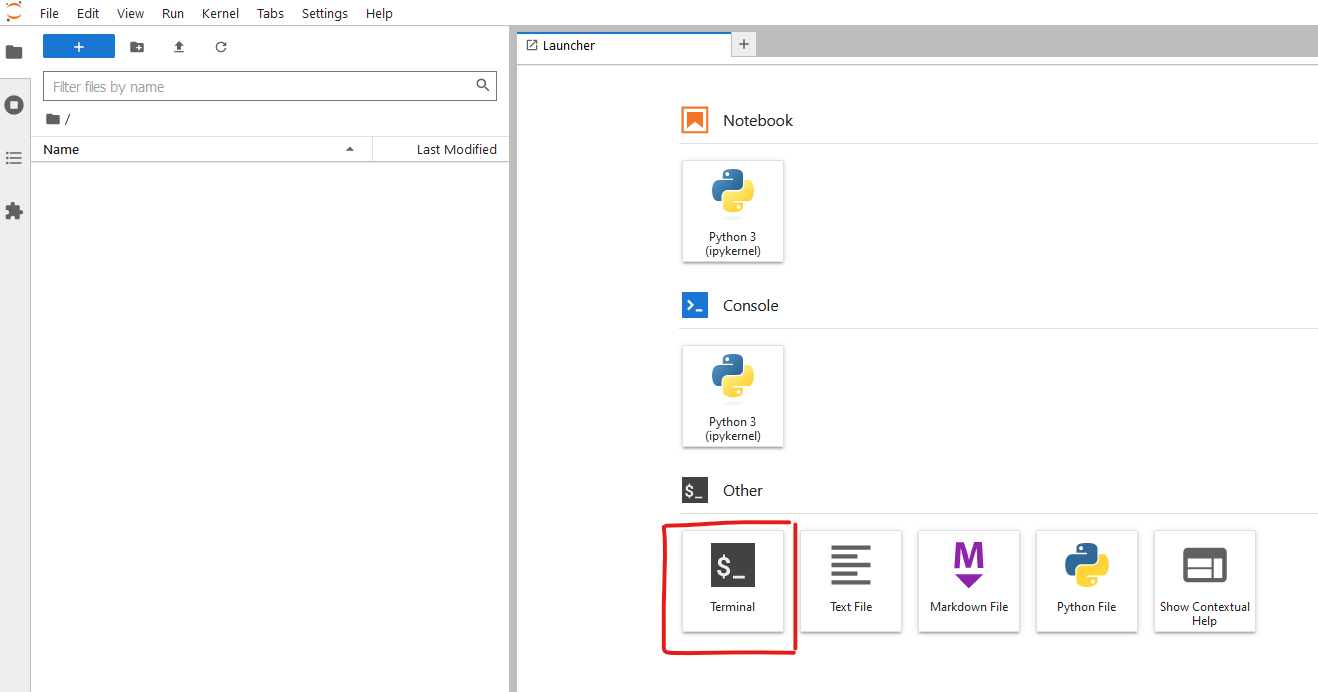 File Edit View Run Kernel Tabs Settings Help
+
Filter files by name
/
Name Last Modified
Launcher +
Notebook
Python 3
(ipykernel)
>_ Console
Python 3
(ipykernel)
$_ Other
$_
Terminal
Text File
M
Markdown File
Python File
Show Contextual
Help